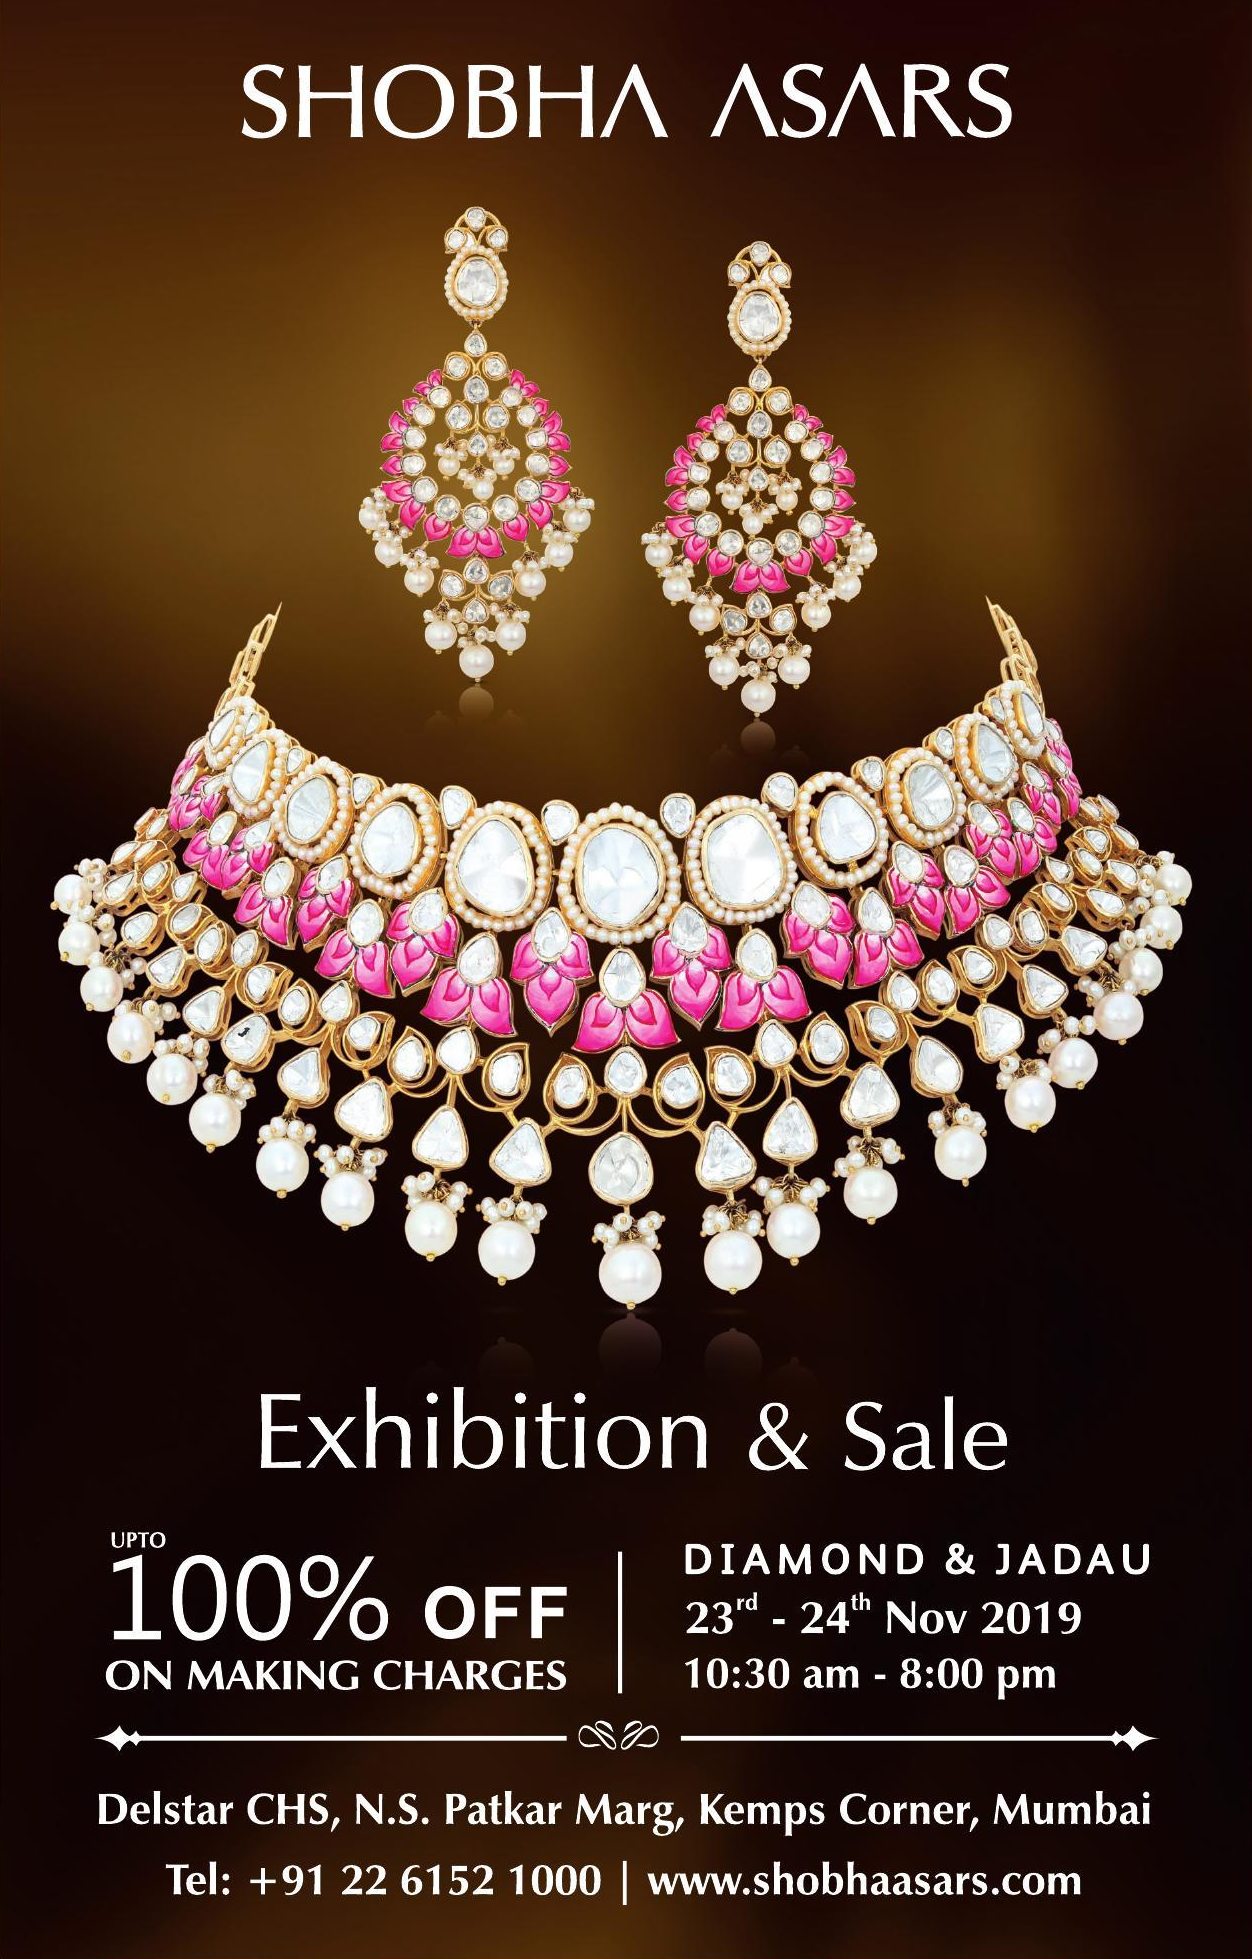 SHOBHA ASARS
Exhibition & Sale
UPTO
100% OFF
ON MAKING CHARGES
DIAMOND & JADAU
23rd - 24th Nov 2019
10:30 am - 8:00 pm
Delstar CHS, N.S. Patkar Marg, Kemps Corner, Mumbai
Tel: +91 22 6152 1000 | www.shobhaasars.com